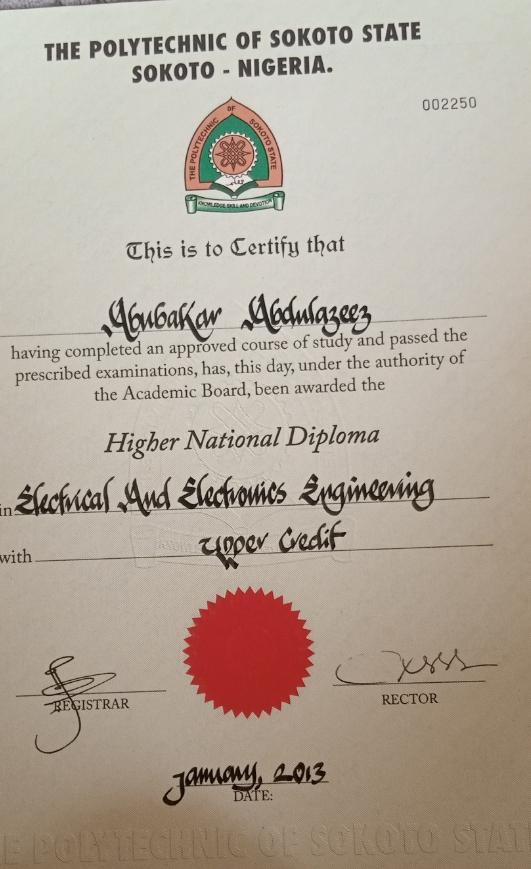 THE POLYTECHNIC OF SOKOTO STATE
SOKOTO - NIGERIA.
002250
THE POLYTECHNIC OF SOKOTO STATE
KNOWLEDGE SKILL AND DEVOTION
This is to Certify that
Abubakar Abdulazeez
having completed an approved course of study and passed the
prescribed examinations, has, this day, under the authority of
the Academic Board, been awarded the
Higher National Diploma
in Electrical And Electronics Engineering
with Upper Credit
REGISTRAR
RECTOR
January, 2013
DATE:
E POLYTECHNIC OF SOKOTO STAT